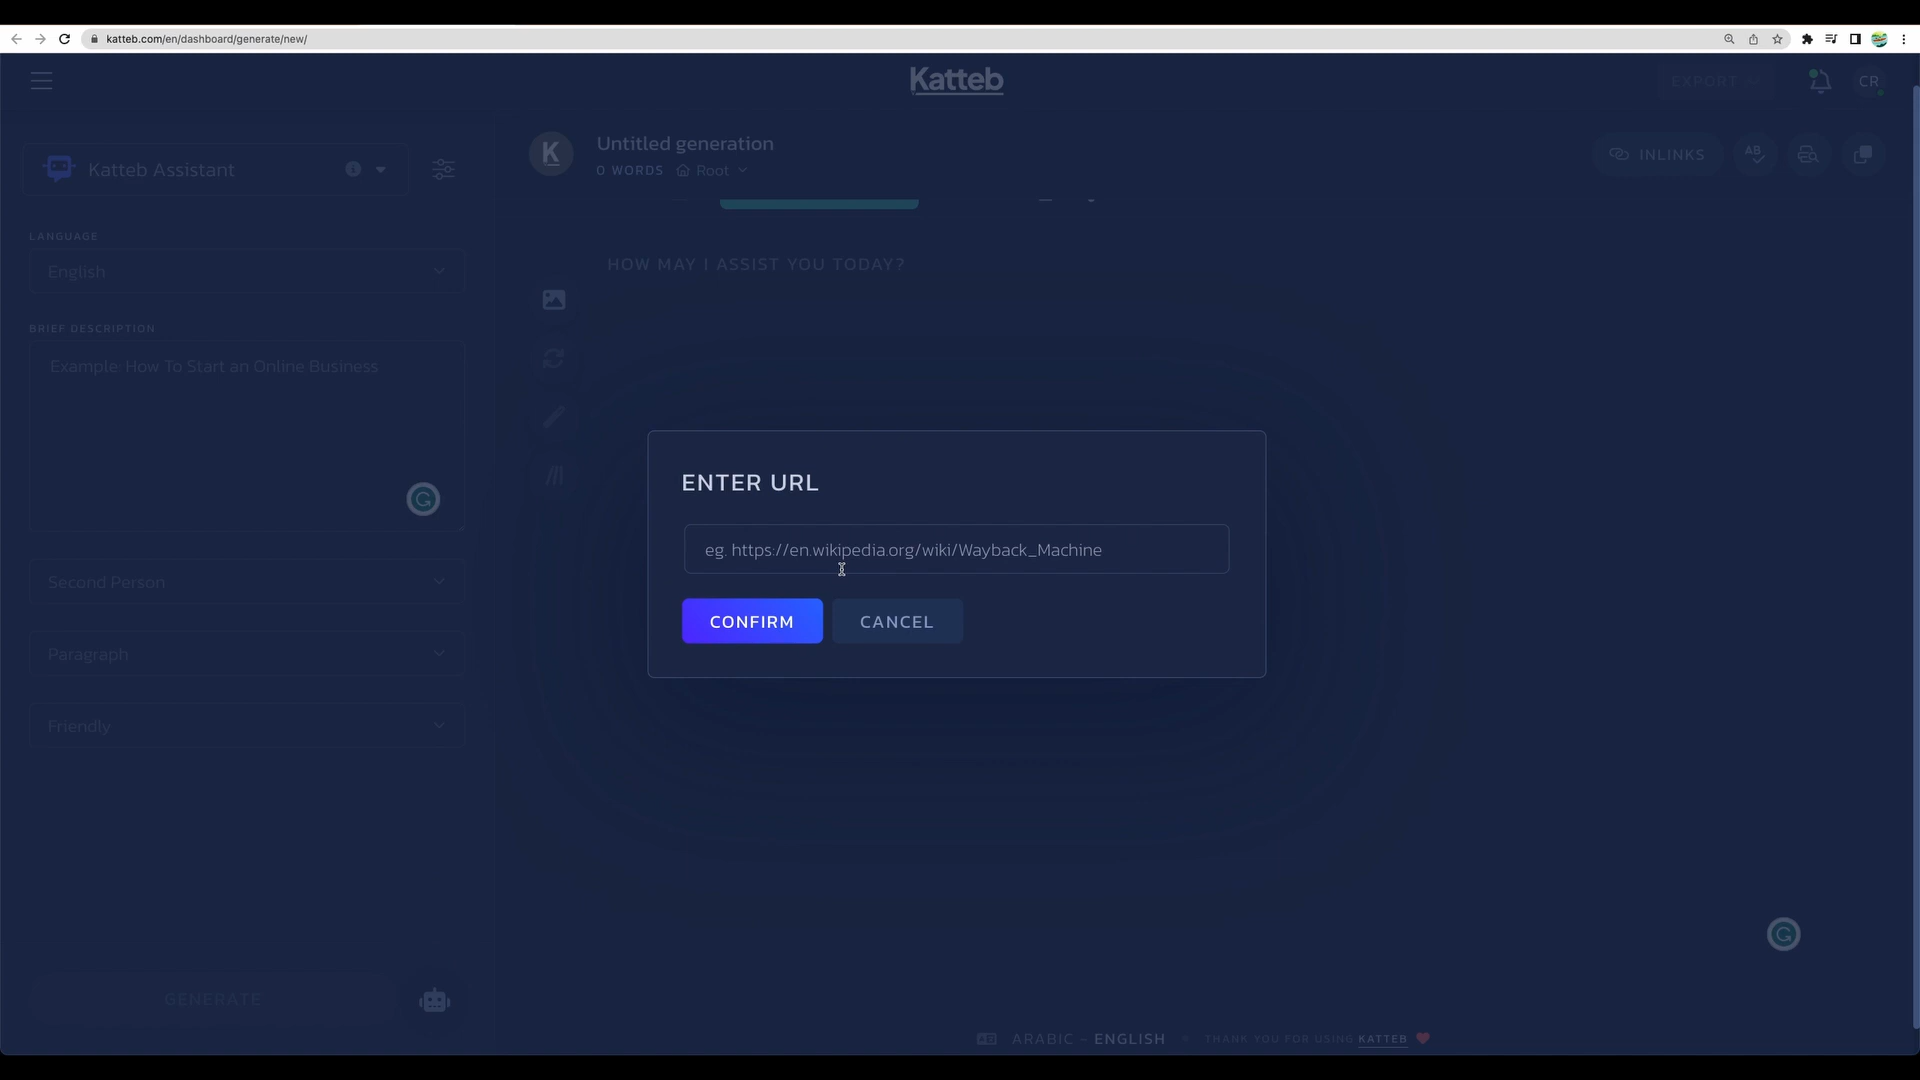 katteb.com/en/dashboard/generate/new/
Katteb
EXPORT
CR
Katteb Assistant
K
Untitled generation
0 WORDS
Root
INLINKS
AB
LANGUAGE
English
HOW MAY I ASSIST YOU TODAY?
BRIEF DESCRIPTION
Example: How To Start an Online Business
ENTER URL
eg. https://en.wikipedia.org/wiki/Wayback_Machine
CONFIRM
CANCEL
Second Person
Paragraph
Friendly
GENERATE
ARABIC - ENGLISH
THANK YOU FOR USING KATTEB